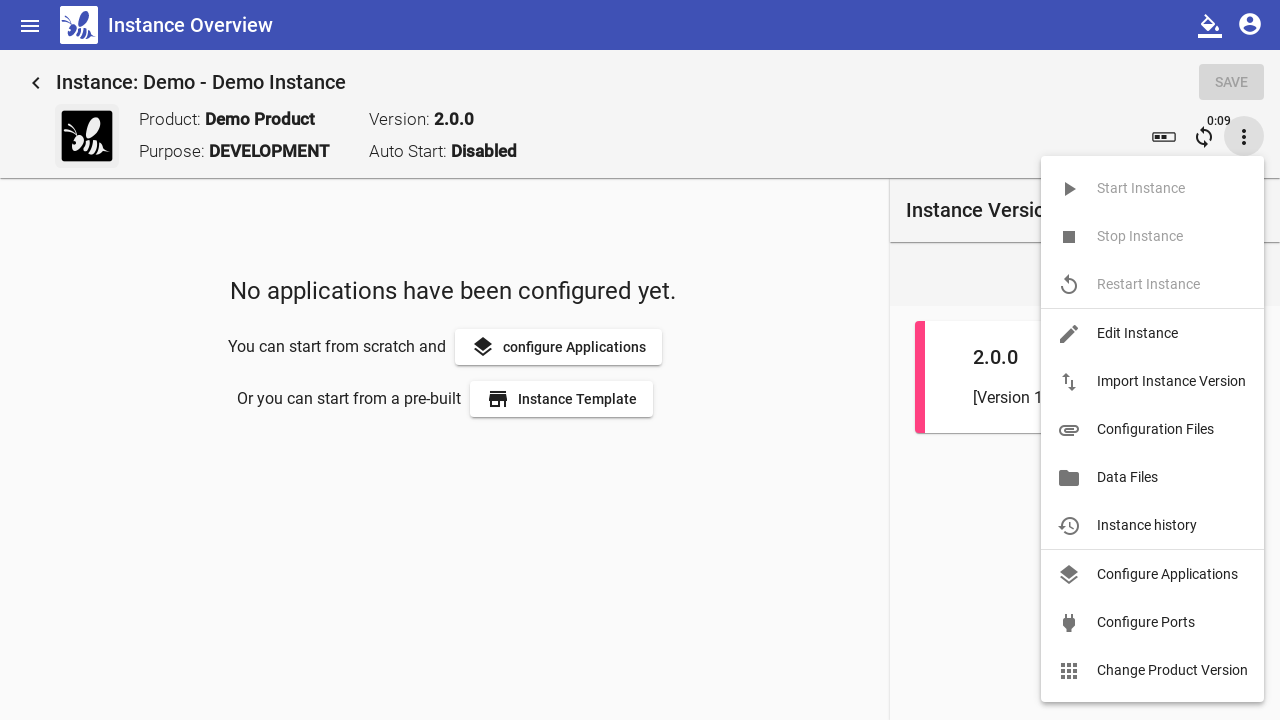 Instance Overview
Instance: Demo - Demo Instance
SAVE
Product: Demo Product
Version: 2.0.0
Purpose: DEVELOPMENT
Auto Start: Disabled
0:09
No applications have been configured yet.
You can start from scratch and
configure Applications
Or you can start from a pre-built
Instance Template
Instance Versio
2.0.0
[Version 1
Start Instance
Stop Instance
Restart Instance
Edit Instance
Import Instance Version
Configuration Files
Data Files
Instance history
Configure Applications
Configure Ports
Change Product Version